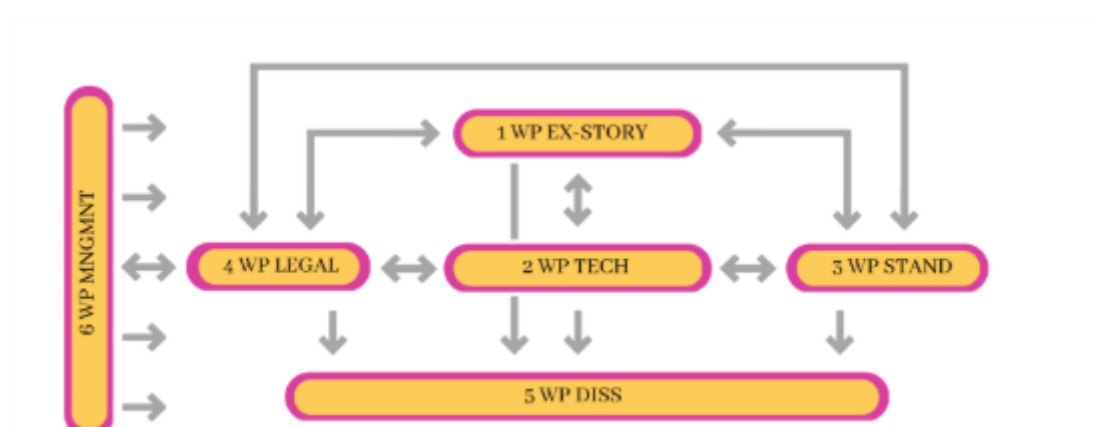 1 WP EX-STORY
6 WP MNGMNT
4 WP LEGAL
2 WP TECH
3 WP STAND
5 WP DISS